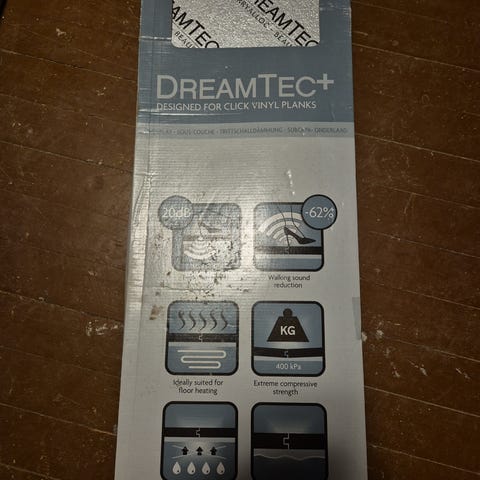 DREAMTEC
DREAMTEC+
DESIGNED FOR CLICK VINYL PLANKS
SOUS-COUCHE · TRITTSCHALLDÄMMUNG · SUBCAPA · ONDERLAAG
20dB
-62%
Walking sound
reduction
KG
400 kPa
Ideally suited for
floor heating
Extreme compressive
strength